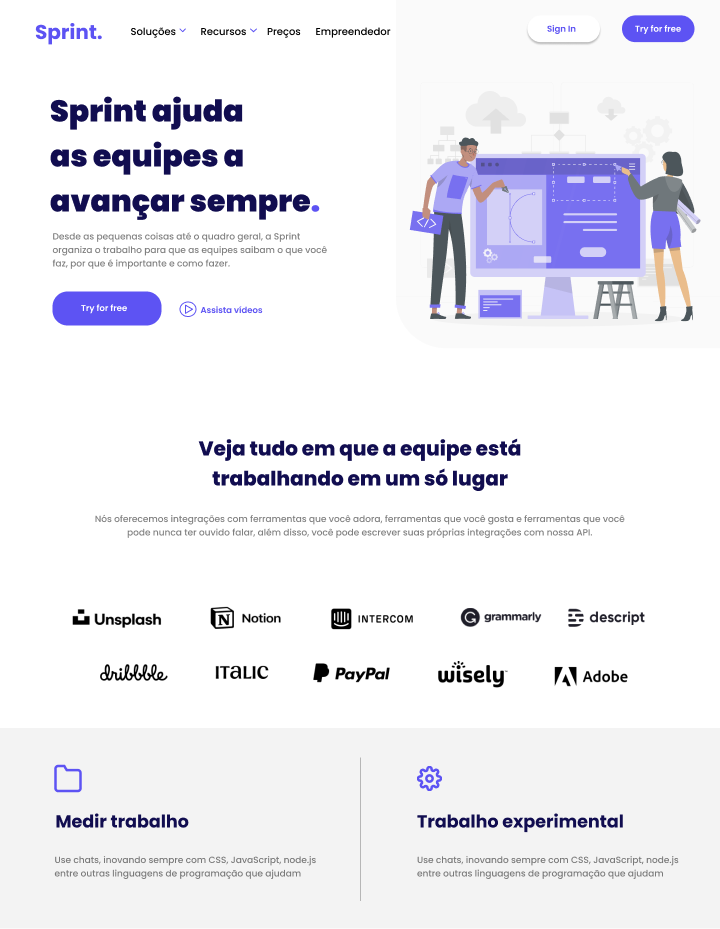 Sprint.
Soluções
Recursos
Preços
Empreendedor
Sign In
Try for free
Sprint ajuda
as equipes a
avançar sempre.
Desde as pequenas coisas até o quadro geral, a Sprint
organiza o trabalho para que as equipes saibam o que você
faz, por que é importante e como fazer.
Try for free
Assista vídeos
</>
Veja tudo em que a equipe está
trabalhando em um só lugar
Nós oferecemos integrações com ferramentas que você adora, ferramentas que você gosta e ferramentas que você
pode nunca ter ouvido falar, além disso, você pode escrever suas próprias integrações com nossa API.
Unsplash
Notion
INTERCOM
grammarly
descript
dribbble
ITALIC
PayPal
wisely
Adobe
Medir trabalho
Trabalho experimental
Use chats, inovando sempre com CSS, JavaScript, node.js
entre outras linguagens de programação que ajudam
Use chats, inovando sempre com CSS, JavaScript, node.js
entre outras linguagens de programação que ajudam